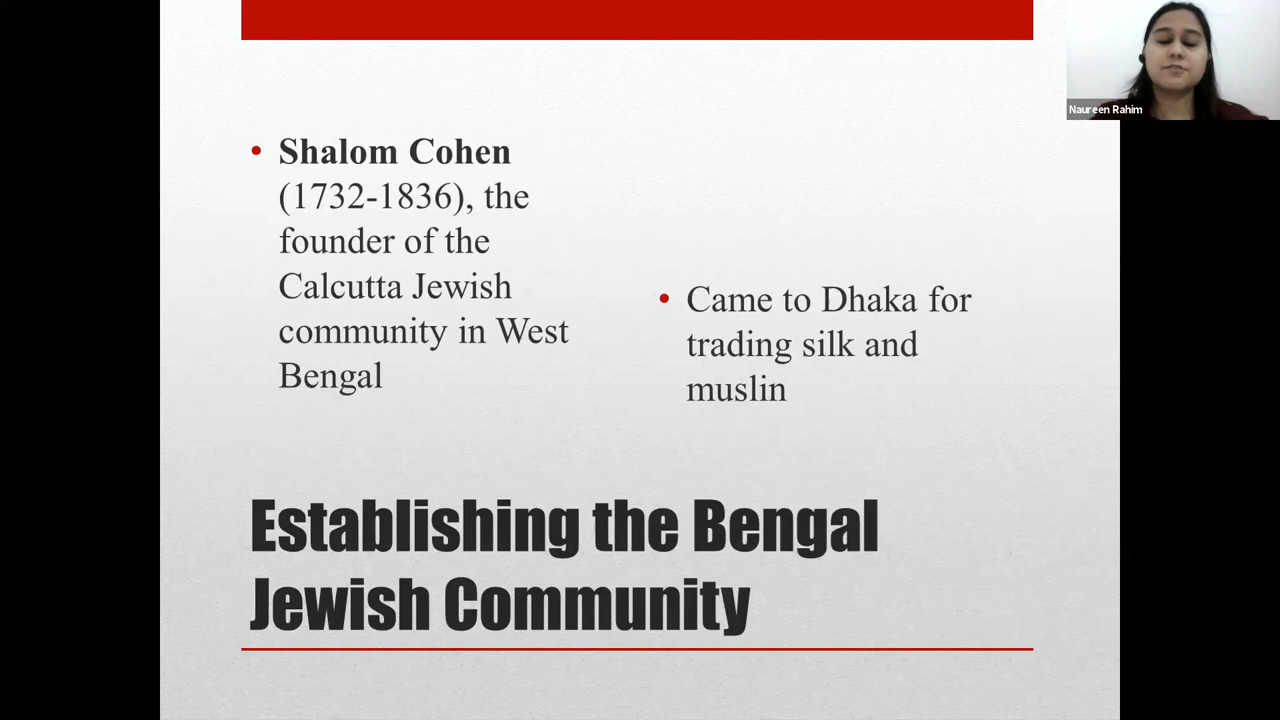 Naureen Rahim
• Shalom Cohen
(1732-1836), the
founder of the
Calcutta Jewish
community in West
Bengal
• Came to Dhaka for
trading silk and
muslin
Establishing the Bengal
Jewish Community